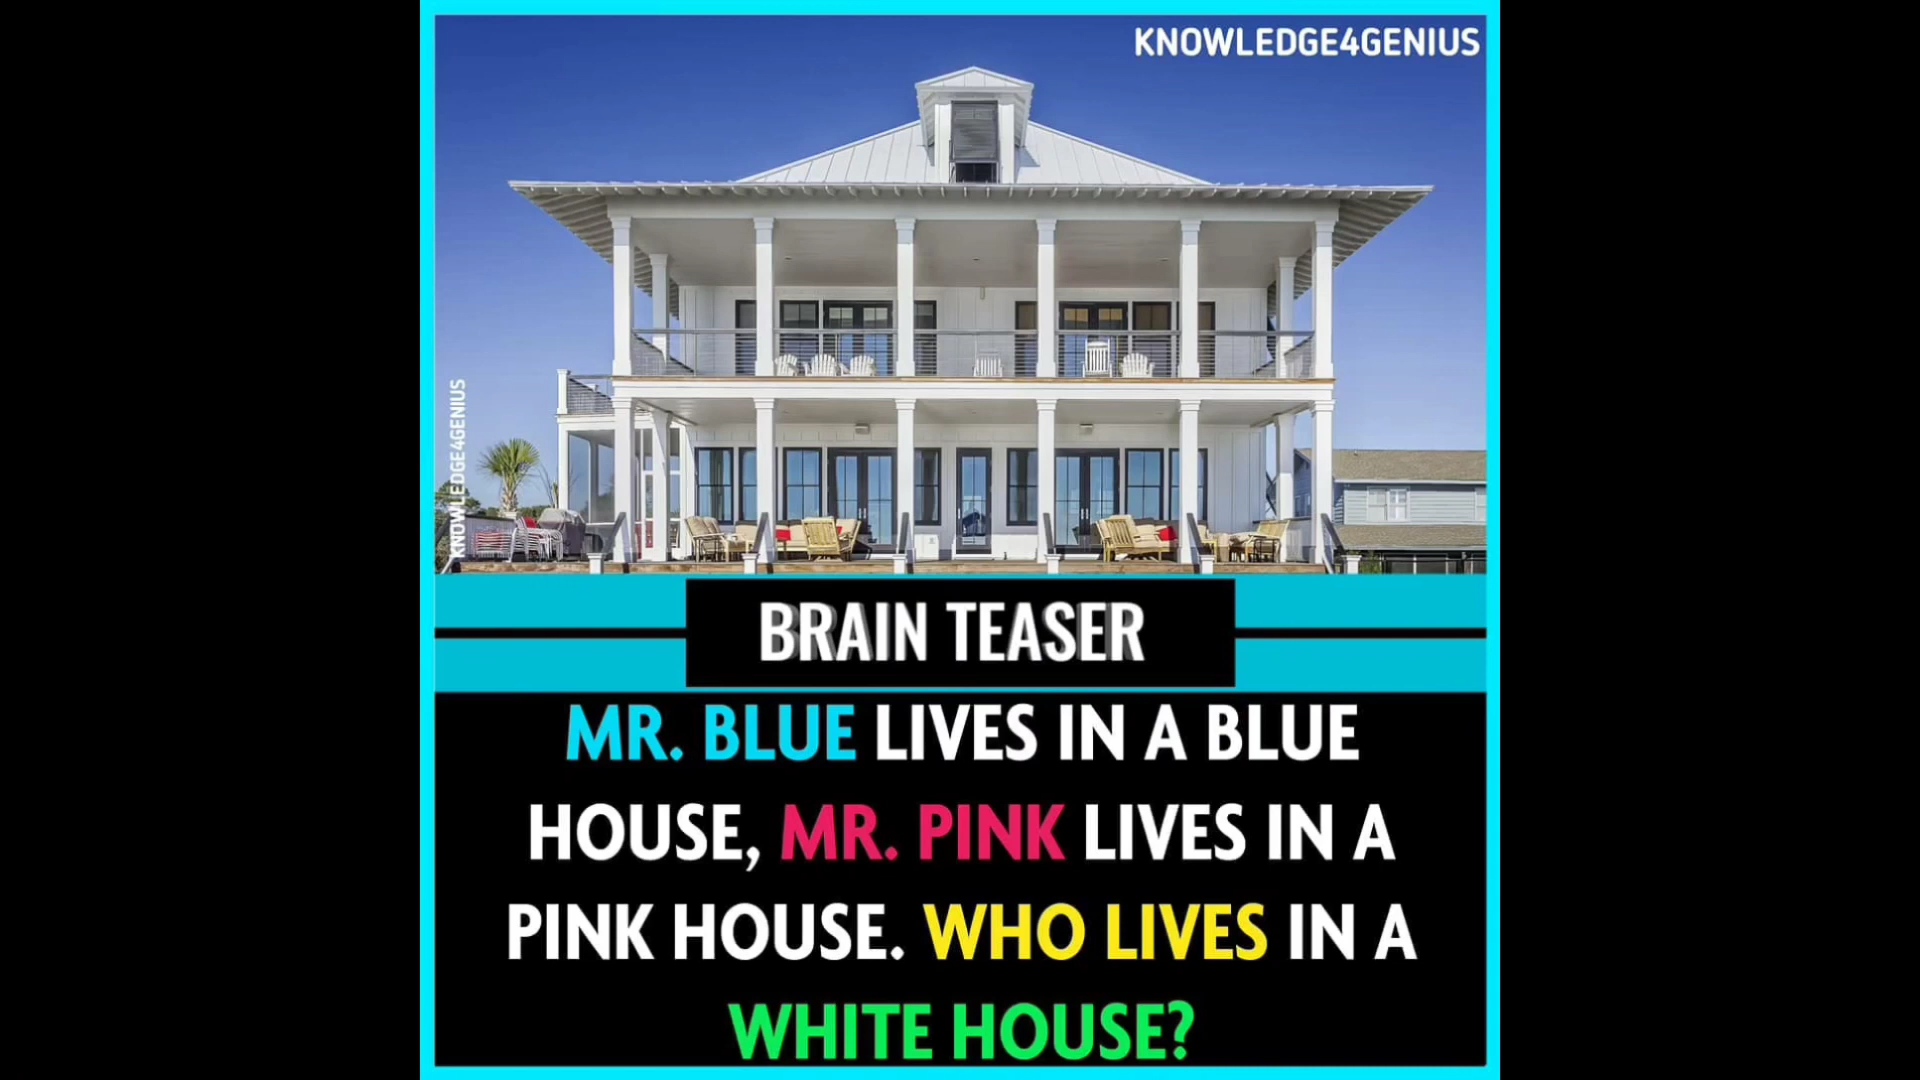 KNOWLEDGE4GENIUS
KNOWLEDGE4GENIUS
BRAIN TEASER
MR. BLUE LIVES IN A BLUE
HOUSE, MR. PINK LIVES IN A
PINK HOUSE. WHO LIVES IN A
WHITE HOUSE?